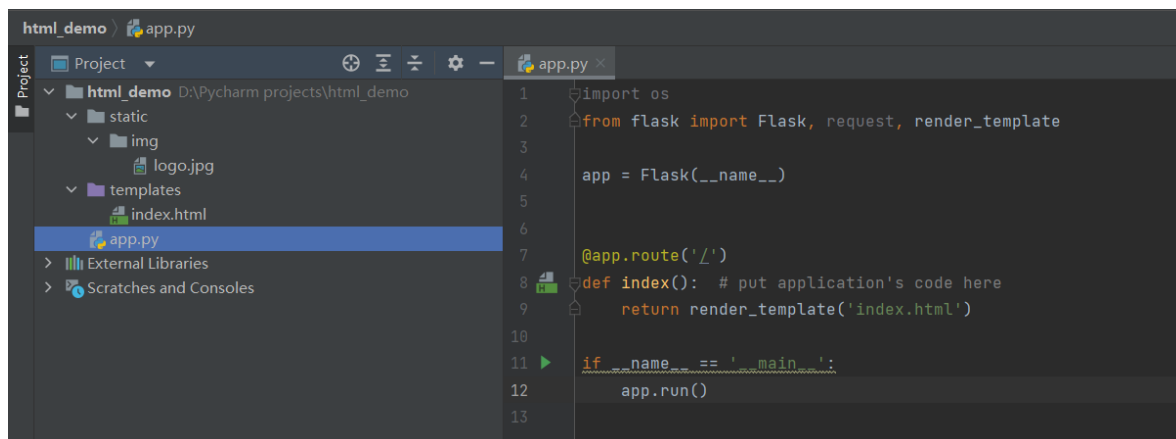 html_demo 〉 app.py
Project
Project
html_demo D:\Pycharm projects\html_demo
static
img
logo.jpg
templates
index.html
app.py
External Libraries
Scratches and Consoles
app.py ×
1 import os
2 from flask import Flask, request, render_template
3
4 app = Flask(__name__)
5
6
7 @app.route('/')
8 def index():  # put application's code here
9     return render_template('index.html')
10
11 if __name__ == '__main__':
12     app.run()
13